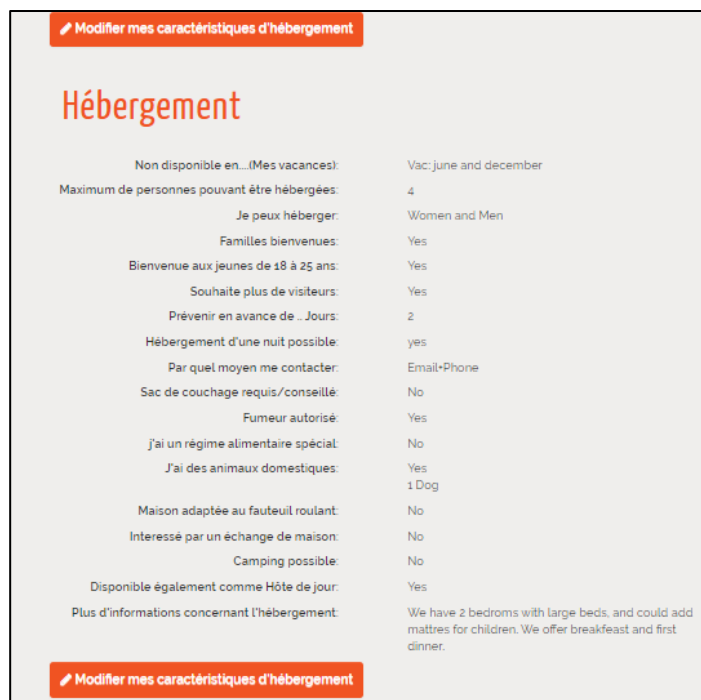 Modifier mes caractéristiques d'hébergement
Hébergement
Non disponible en....(Mes vacances): Vac: june and december
Maximum de personnes pouvant être hébergées: 4
Je peux héberger: Women and Men
Familles bienvenues: Yes
Bienvenue aux jeunes de 18 à 25 ans: Yes
Souhaite plus de visiteurs: Yes
Prévenir en avance de .. Jours: 2
Hébergement d'une nuit possible: yes
Par quel moyen me contacter: Email+Phone
Sac de couchage requis/conseillé: No
Fumeur autorisé: Yes
j'ai un régime alimentaire spécial: No
J'ai des animaux domestiques: Yes
1 Dog
Maison adaptée au fauteuil roulant: No
Interessé par un échange de maison: No
Camping possible: No
Disponible également comme Hôte de jour: Yes
Plus d'informations concernant l'hébergement: We have 2 bedroms with large beds, and could add
mattres for children. We offer breakfeast and first
dinner.
Modifier mes caractéristiques d'hébergement